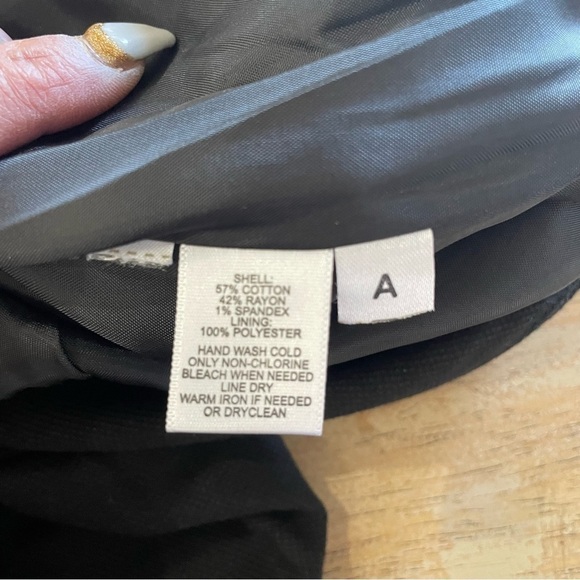 SHELL:
57% COTTON
42% RAYON
1% SPANDEX
LINING:
100% POLYESTER
HAND WASH COLD
ONLY NON-CHLORINE
BLEACH WHEN NEEDED
LINE DRY
WARM IRON IF NEEDED
OR DRYCLEAN
A